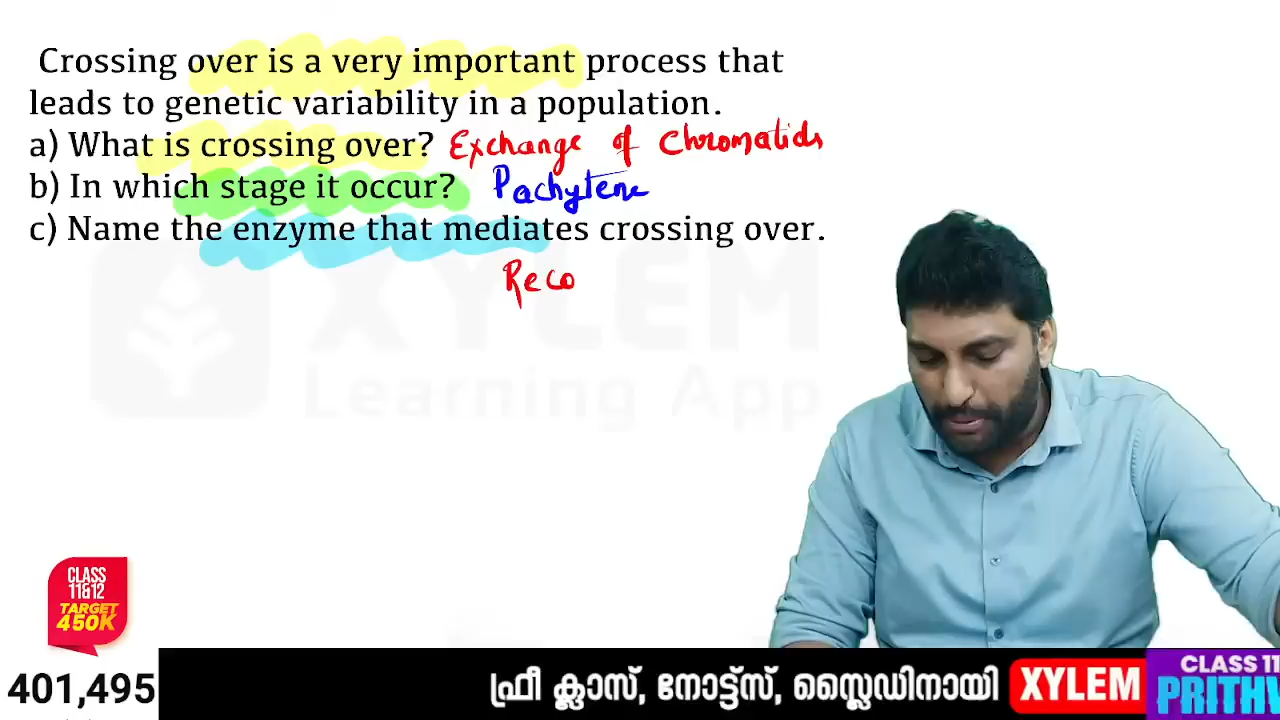 Crossing over is a very important process that
leads to genetic variability in a population.
a) What is crossing over? Exchange of Chromatids
b) In which stage it occur? Pachytene
c) Name the enzyme that mediates crossing over.
Reco
XYLEM
Learning App
CLASS
11&12
TARGET
450K
401,495
ഫ്രീ ക്ലാസ്, നോട്ട്സ്, സ്ലൈഡിനായി XYLEM
CLASS 11
PRITHV